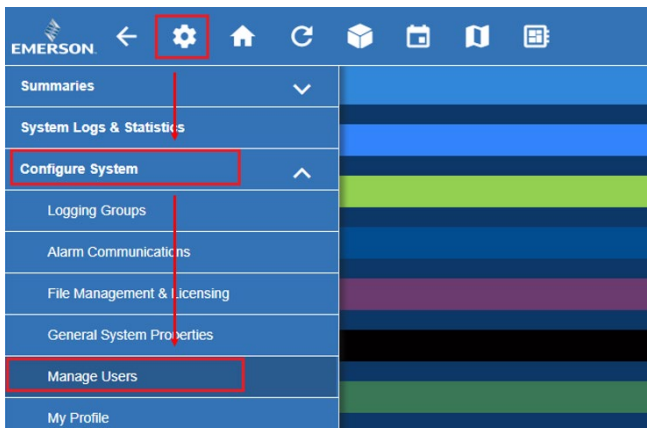 EMERSON
Summaries
System Logs & Statistics
Configure System
Logging Groups
Alarm Communications
File Management & Licensing
General System Properties
Manage Users
My Profile